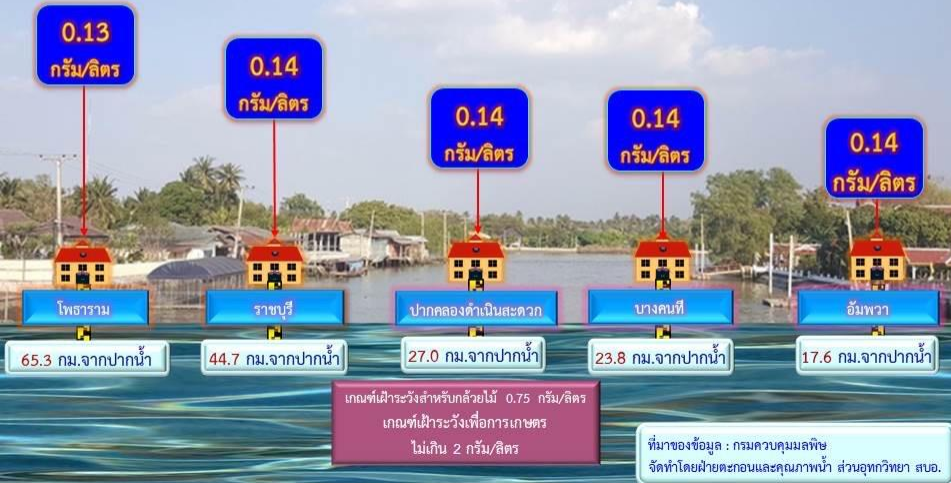 0.13
กรัม/ลิตร
0.14
กรัม/ลิตร
0.14
กรัม/ลิตร
0.14
กรัม/ลิตร
0.14
กรัม/ลิตร
โพธาราม
ราชบุรี
ปากคลองดำเนินสะดวก
บางคนที
อัมพวา
65.3 กม.จากปากน้ำ
44.7 กม.จากปากน้ำ
27.0 กม.จากปากน้ำ
23.8 กม.จากปากน้ำ
17.6 กม.จากปากน้ำ
เกณฑ์เฝ้าระวังสำหรับกล้วยไม้ 0.75 กรัม/ลิตร
เกณฑ์เฝ้าระวังเพื่อการเกษตร
ไม่เกิน 2 กรัม/ลิตร
ที่มาของข้อมูล : กรมควบคุมมลพิษ
จัดทำโดยฝ่ายตะกอนและคุณภาพน้ำ ส่วนอุทกวิทยา สบอ.